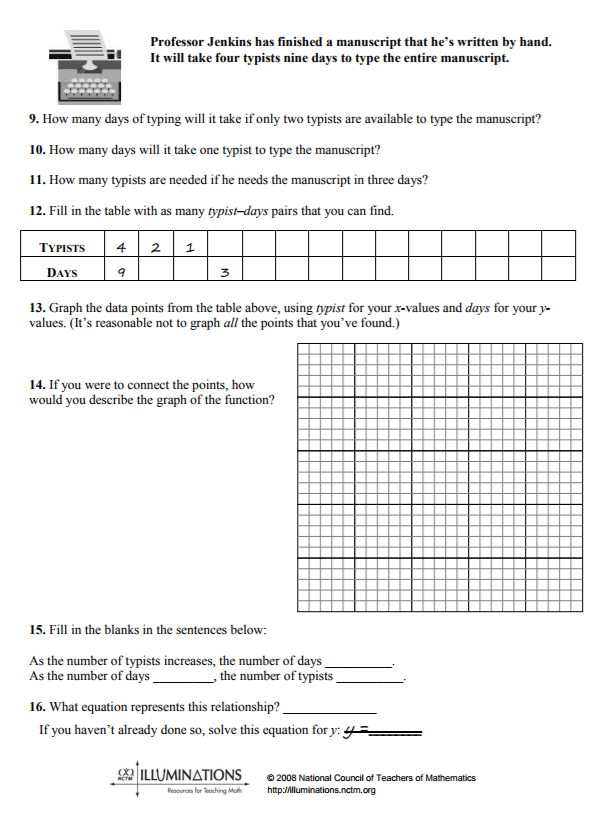 Professor Jenkins has finished a manuscript that he's written by hand.
It will take four typists nine days to type the entire manuscript.
9. How many days of typing will it take if only two typists are available to type the manuscript?
10. How many days will it take one typist to type the manuscript?
11. How many typists are needed if he needs the manuscript in three days?
12. Fill in the table with as many typist–days pairs that you can find.
TYPISTS 4 2 1
DAYS 9 3
13. Graph the data points from the table above, using typist for your x-values and days for your y-
values. (It's reasonable not to graph all the points that you've found.)
14. If you were to connect the points, how
would you describe the graph of the function?
15. Fill in the blanks in the sentences below:
As the number of typists increases, the number of days __________.
As the number of days _________, the number of typists __________.
16. What equation represents this relationship? ______________
If you haven't already done so, solve this equation for y: y = ________
NCTM ILLUMINATIONS
Resources for Teaching Math
© 2008 National Council of Teachers of Mathematics
http://illuminations.nctm.org